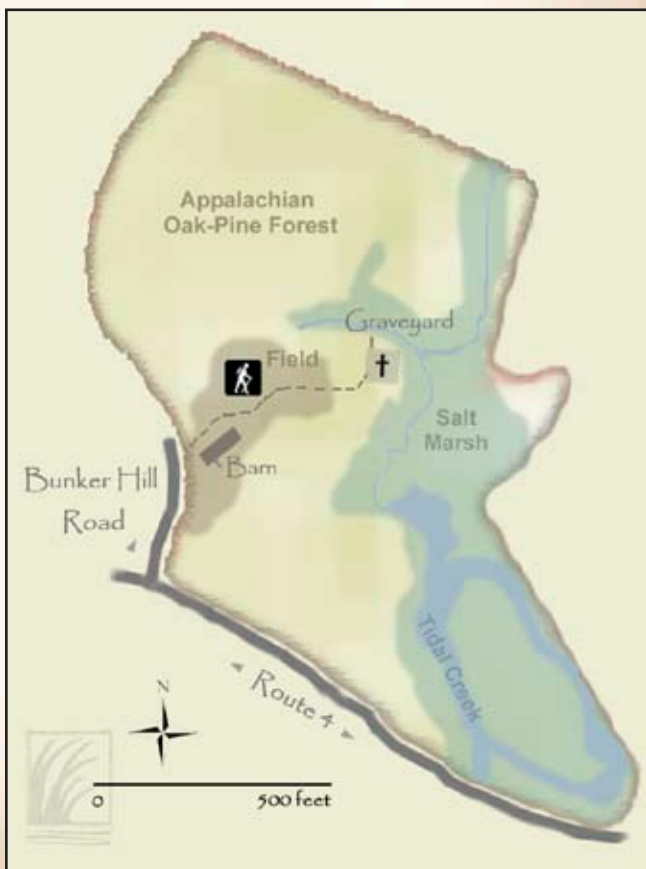 Appalachian
Oak-Pine Forest
Graveyard
Field
Salt
Marsh
Barn
Bunker Hill
Road
Tidal Creek
Route 4
N
0 500 feet